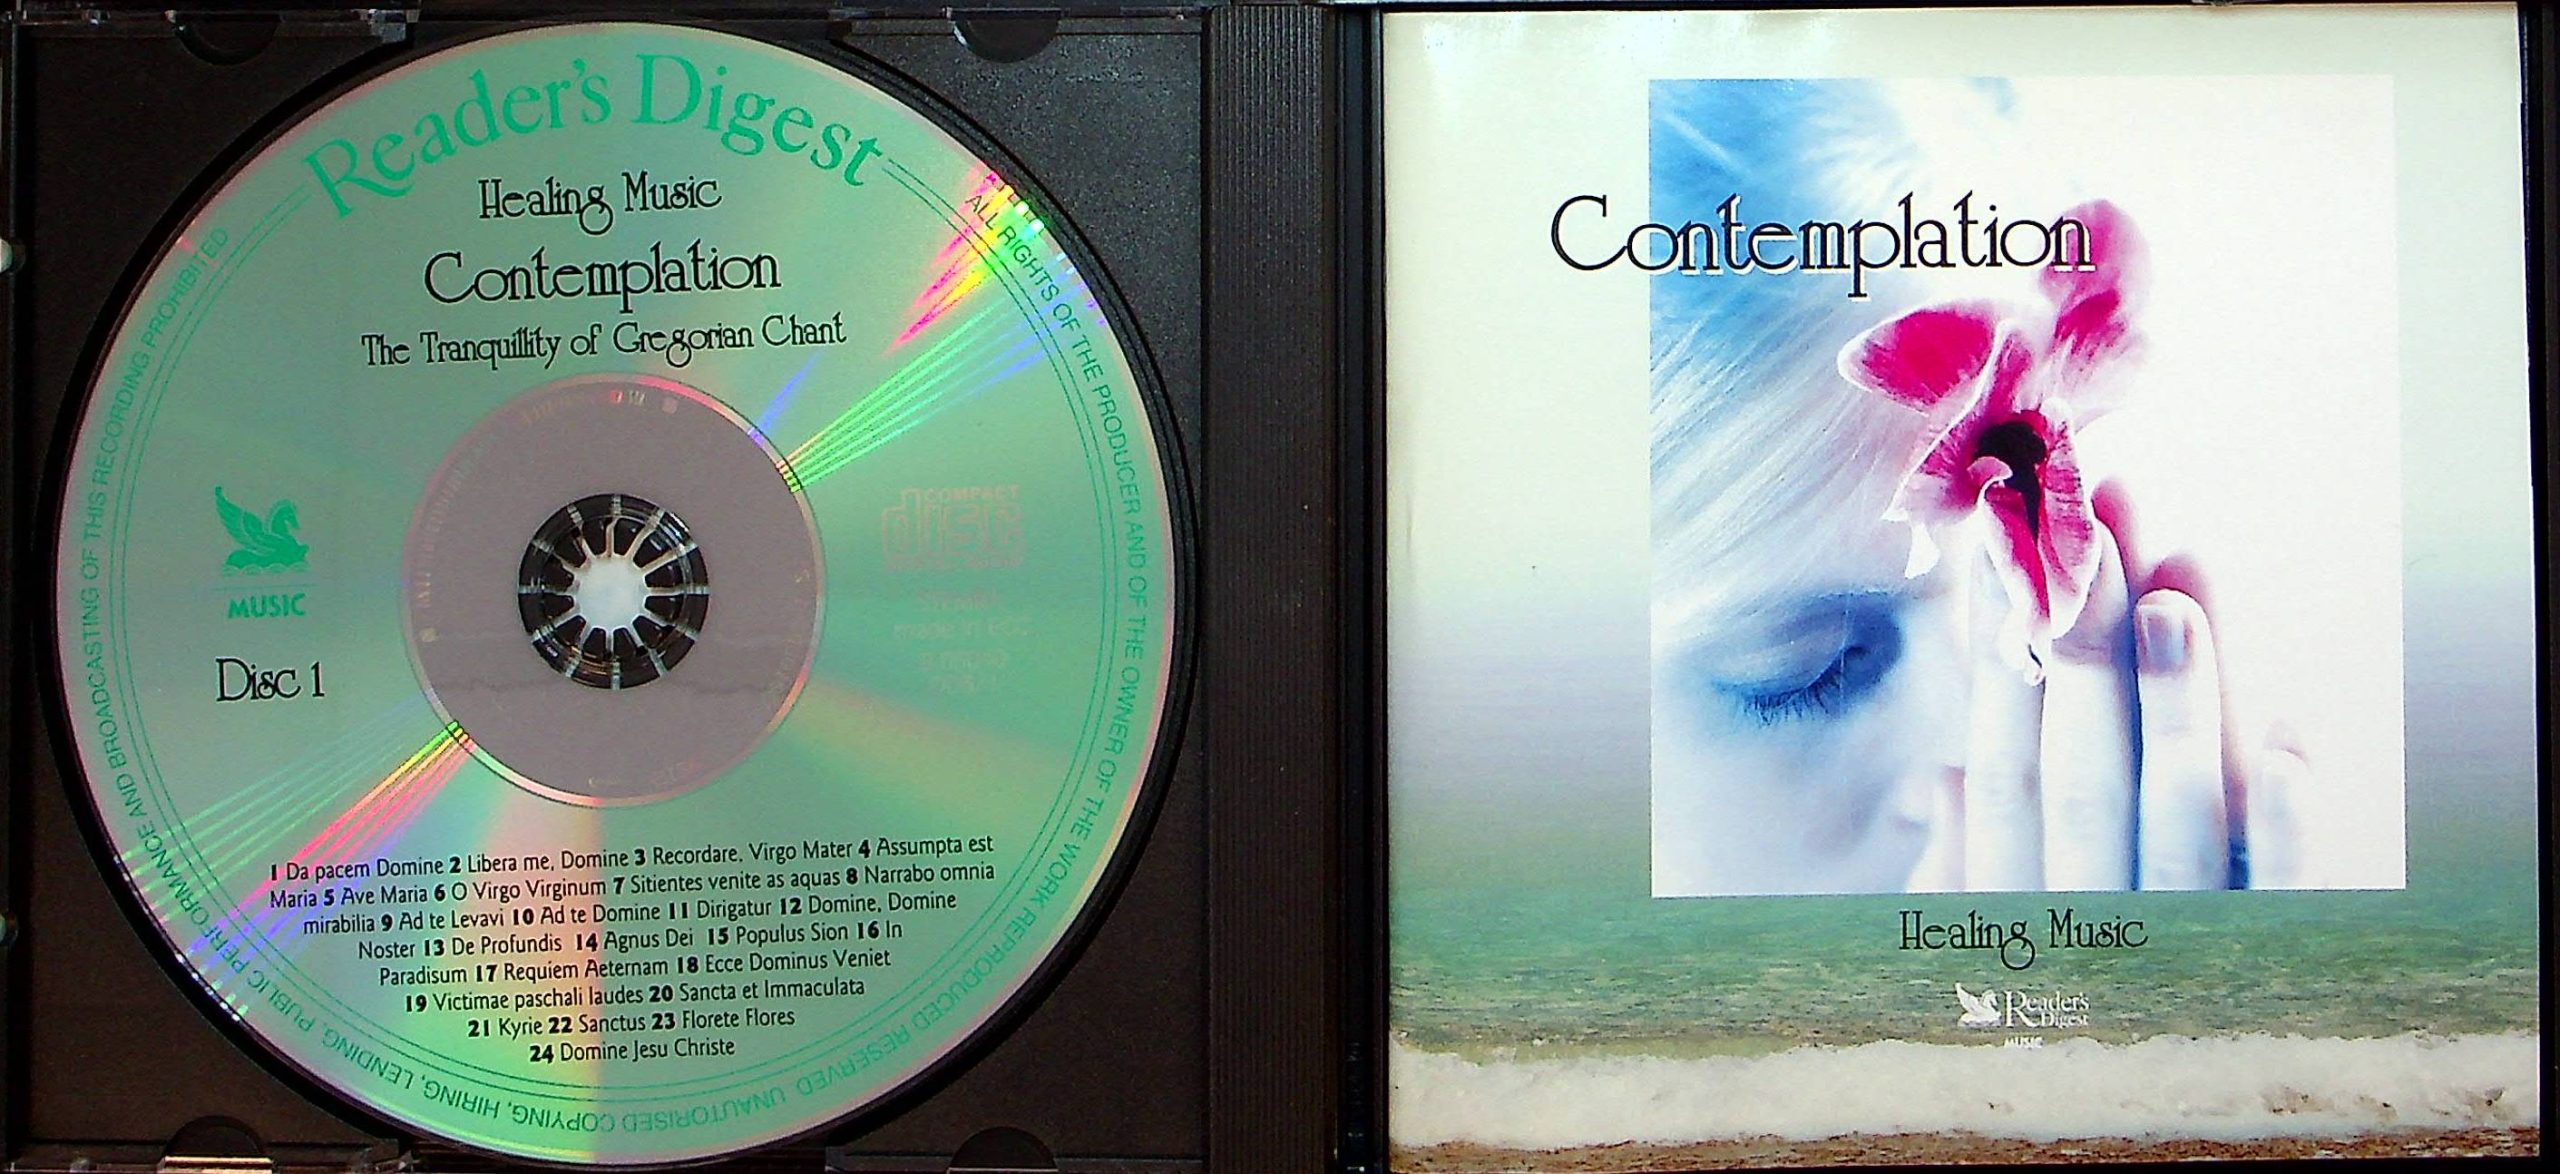 Reader's Digest
Healing Music
Contemplation
The Tranquillity of Gregorian Chant
ALL RIGHTS OF THE PRODUCER AND OF THE OWNER OF THE WORK REPRODUCED RESERVED. UNAUTORISED COPYING, HIRING, LENDING, PUBLIC PERFORMANCE AND BROADCASTING OF THIS RECORDING PROHIBITED
COMPACT
disc
MUSIC
Disc 1
1 Da pacem Domine 2 Libera me, Domine 3 Recordare. Virgo Mater 4 Assumpta est
Maria 5 Ave Maria 6 O Virgo Virginum 7 Sitientes venite as aquas 8 Narrabo omnia
mirabilia 9 Ad te Levavi 10 Ad te Domine 11 Dirigatur 12 Domine, Domine
Noster 13 De Profundis 14 Agnus Dei 15 Populus Sion 16 In
Paradisum 17 Requiem Aeternam 18 Ecce Dominus Veniet
19 Victimae paschali laudes 20 Sancta et Immaculata
21 Kyrie 22 Sanctus 23 Florete Flores
24 Domine Jesu Christe
Contemplation
Healing Music
Reader's
Digest
MUSIC